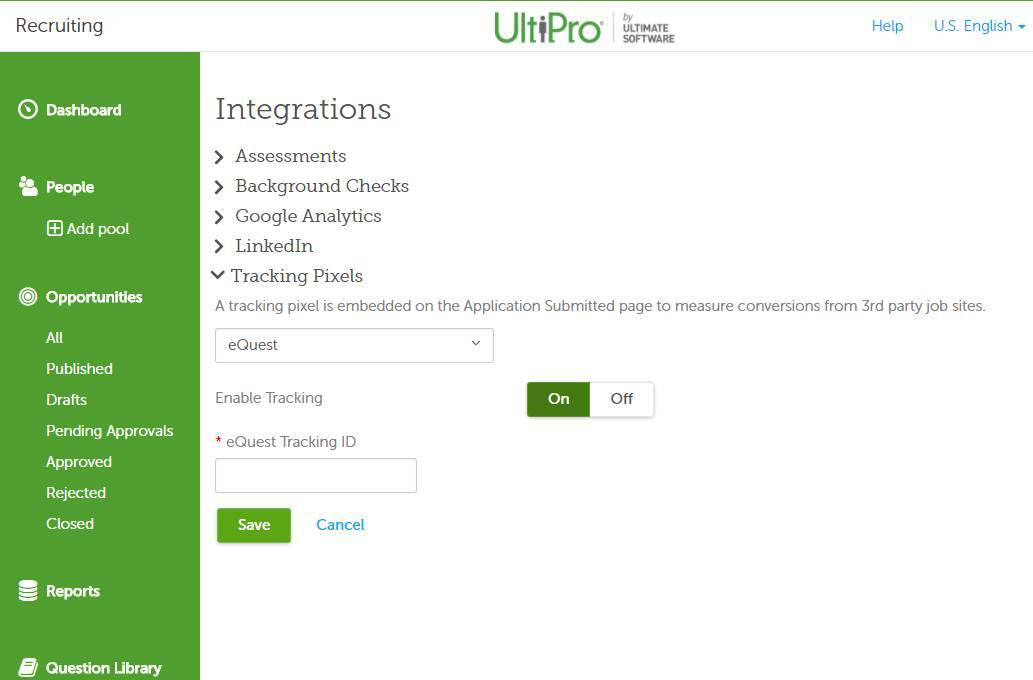 Recruiting
UltiPro
by
ULTIMATE
SOFTWARE
Help
U.S. English
Dashboard
People
Add pool
Opportunities
All
Published
Drafts
Pending Approvals
Approved
Rejected
Closed
Reports
Question Library
Integrations
Assessments
Background Checks
Google Analytics
LinkedIn
Tracking Pixels
A tracking pixel is embedded on the Application Submitted page to measure conversions from 3rd party job sites.
eQuest
Enable Tracking
On
Off
* eQuest Tracking ID
Save
Cancel